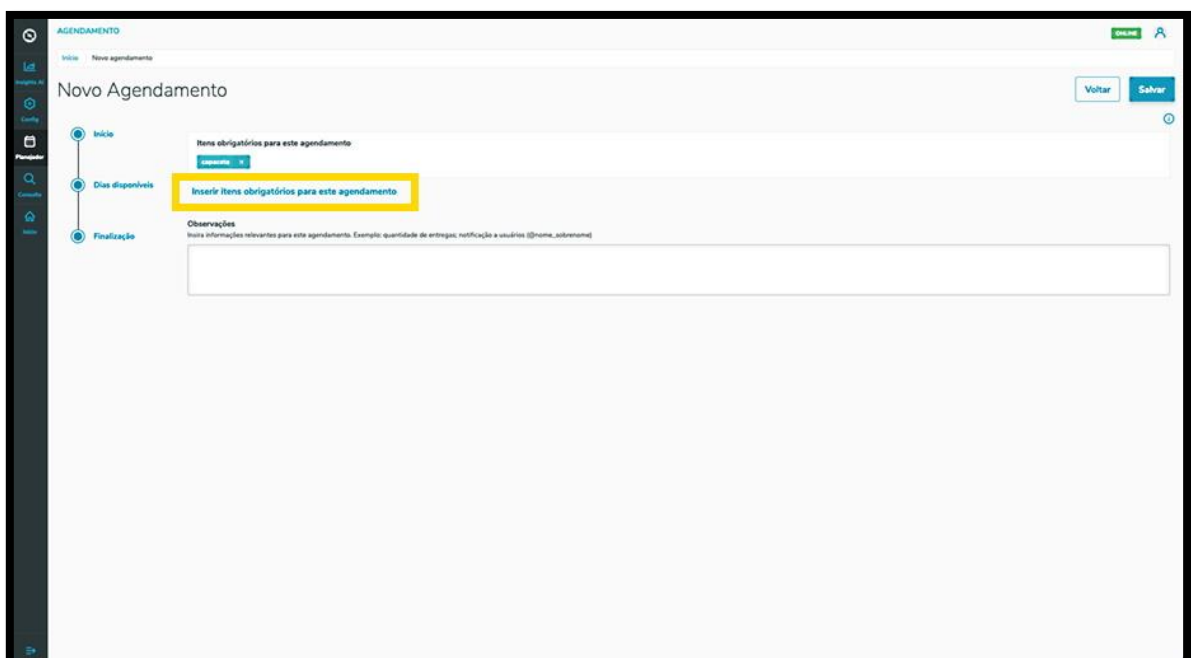 AGENDAMENTO
ONLINE
Início Novo agendamento
Insights AI
Novo Agendamento
Voltar
Salvar
Config
Início
Itens obrigatórios para este agendamento
Planejador
capacete x
Dias disponíveis
Inserir itens obrigatórios para este agendamento
Consulta
Observações
Insira informações relevantes para este agendamento. Exemplo: quantidade de entregas; notificação a usuários (@nome_sobrenome)
Finalização
Início